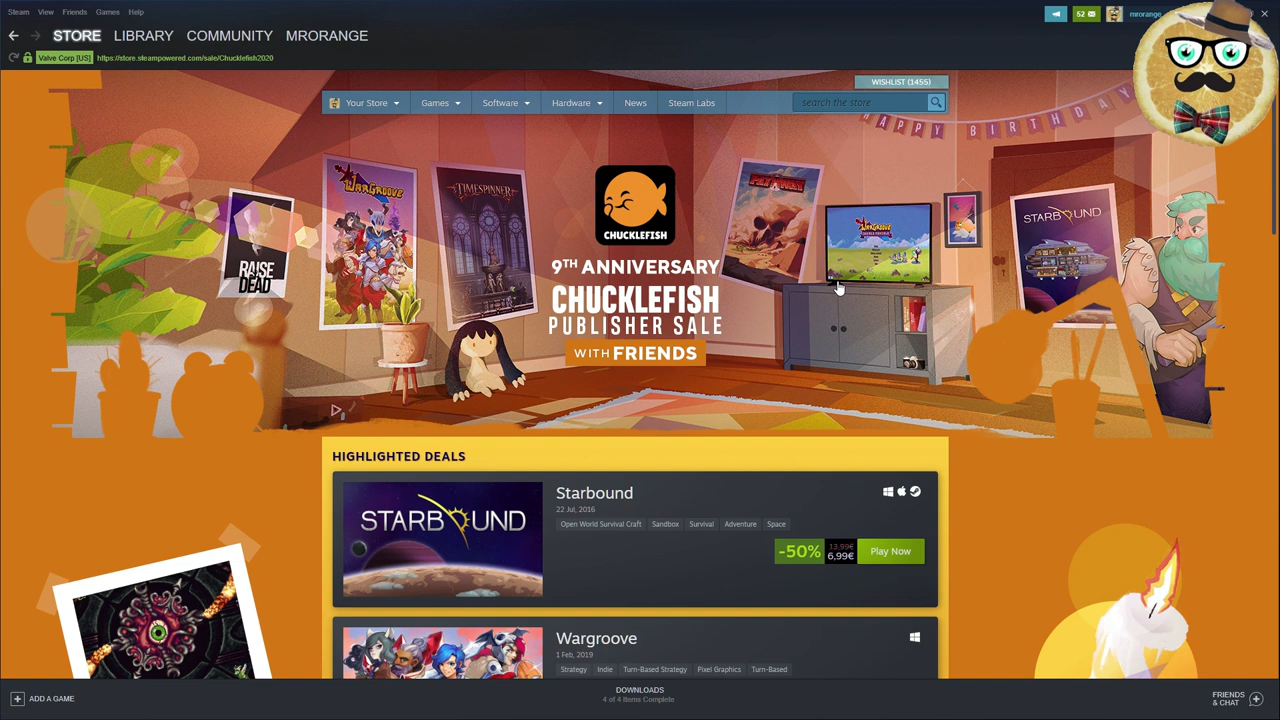 Steam View Friends Games Help
52
mrorange
STORE LIBRARY COMMUNITY MRORANGE
Valve Corp [US] https://store.steampowered.com/sale/Chucklefish2020
WISHLIST (1455)
Your Store Games Software Hardware News Steam Labs search the store
HAPPY BIRTHDAY
WARGROOVE
TIMESPINNER
PATHWAY
STARBOUND
WARGROOVE
RAISE DEAD
CHUCKLEFISH
9TH ANNIVERSARY
CHUCKLEFISH
PUBLISHER SALE
WITH FRIENDS
HIGHLIGHTED DEALS
STARBOUND
Starbound
22 Jul, 2016
Open World Survival Craft Sandbox Survival Adventure Space
-50% 13,99€ 6,99€ Play Now
Wargroove
1 Feb, 2019
Strategy Indie Turn-Based Strategy Pixel Graphics Turn-Based
ADD A GAME
DOWNLOADS
4 of 4 Items Complete
FRIENDS
& CHAT